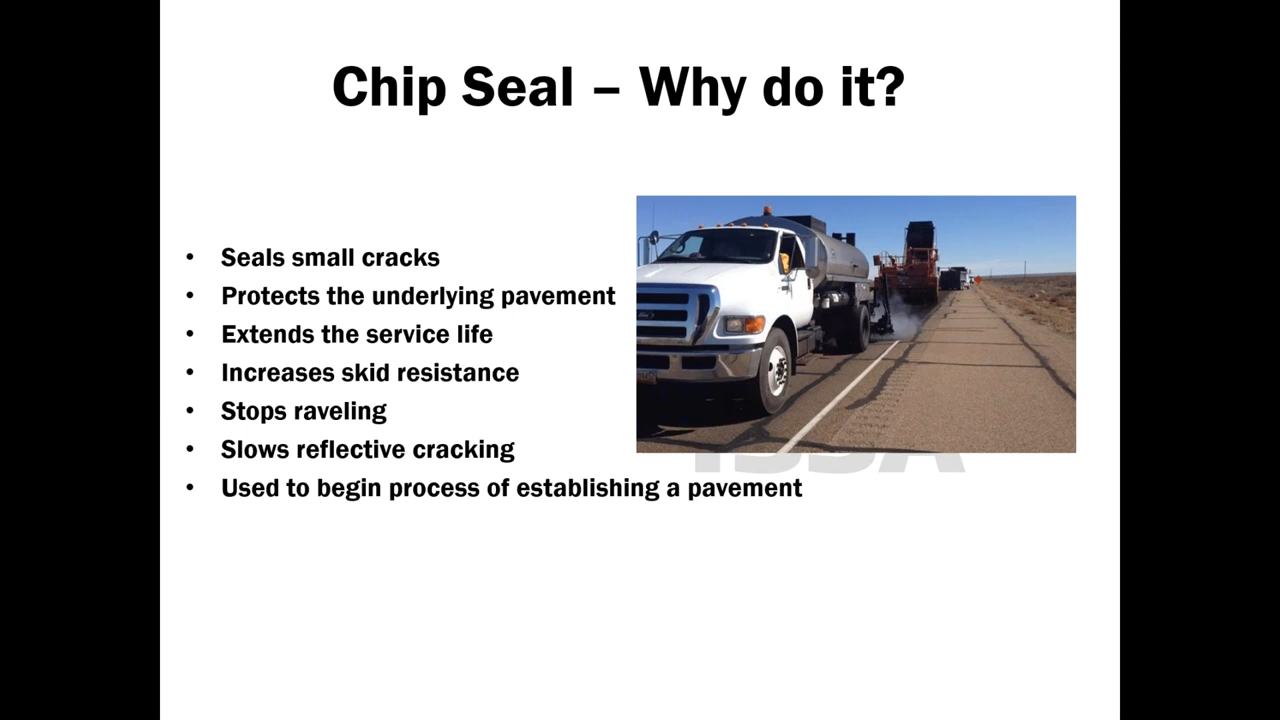 Chip Seal – Why do it?
• Seals small cracks
• Protects the underlying pavement
• Extends the service life
• Increases skid resistance
• Stops raveling
• Slows reflective cracking
• Used to begin process of establishing a pavement
ISSA